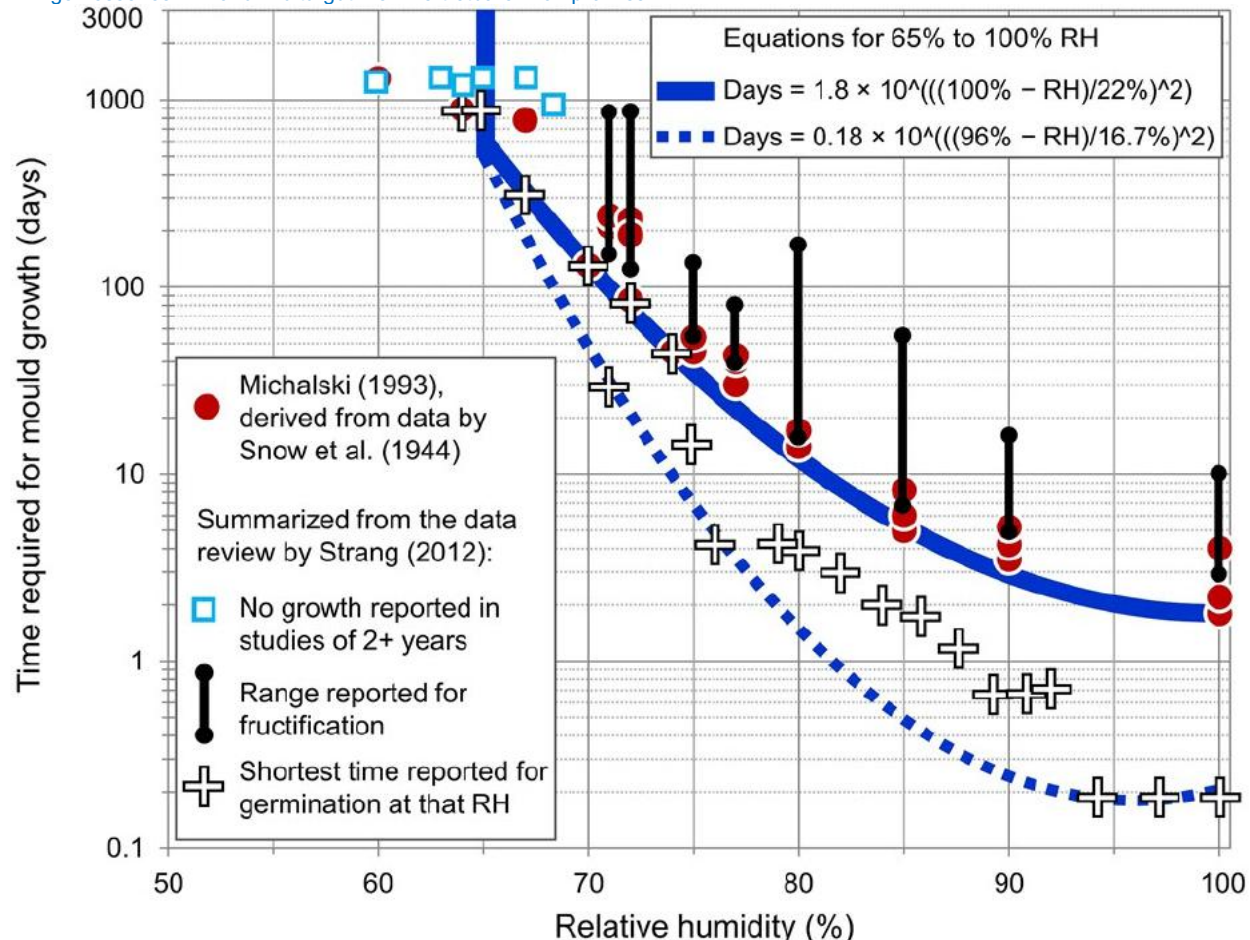 3000
1000
100
10
1
0.1
Time required for mould growth (days)
Equations for 65% to 100% RH
Days = 1.8 × 10^(((100% − RH)/22%)^2)
Days = 0.18 × 10^(((96% − RH)/16.7%)^2)
Michalski (1993),
derived from data by
Snow et al. (1944)
Summarized from the data
review by Strang (2012):
No growth reported in
studies of 2+ years
Range reported for
fructification
Shortest time reported for
germination at that RH
50
60
70
80
90
100
Relative humidity (%)